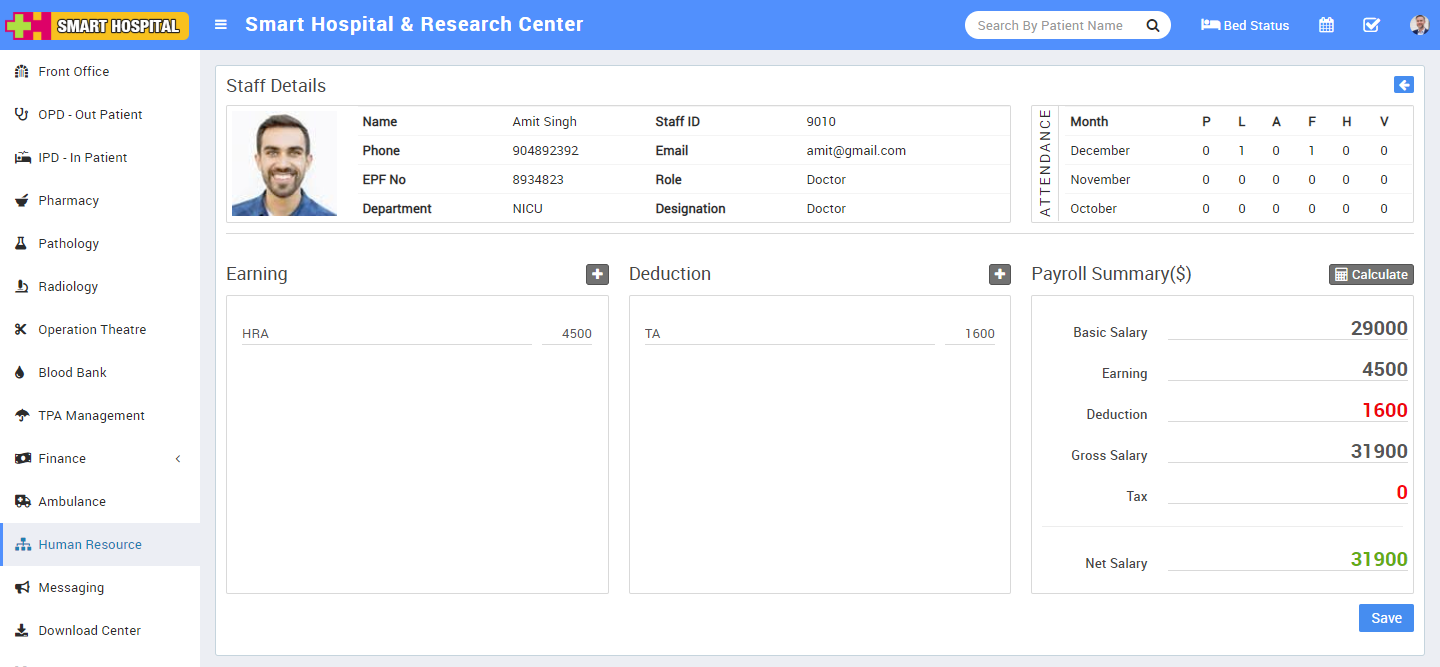 SMART HOSPITAL
Smart Hospital & Research Center
Search By Patient Name
Bed Status
Front Office
OPD - Out Patient
IPD - In Patient
Pharmacy
Pathology
Radiology
Operation Theatre
Blood Bank
TPA Management
Finance
Ambulance
Human Resource
Messaging
Download Center
Staff Details
Name Amit Singh Staff ID 9010
Phone 904892392 Email amit@gmail.com
EPF No 8934823 Role Doctor
Department NICU Designation Doctor
ATTENDANCE
Month P L A F H V
December 0 1 0 1 0 0
November 0 0 0 0 0 0
October 0 0 0 0 0 0
Earning
HRA 4500
Deduction
TA 1600
Payroll Summary($) Calculate
Basic Salary 29000
Earning 4500
Deduction 1600
Gross Salary 31900
Tax 0
Net Salary 31900
Save